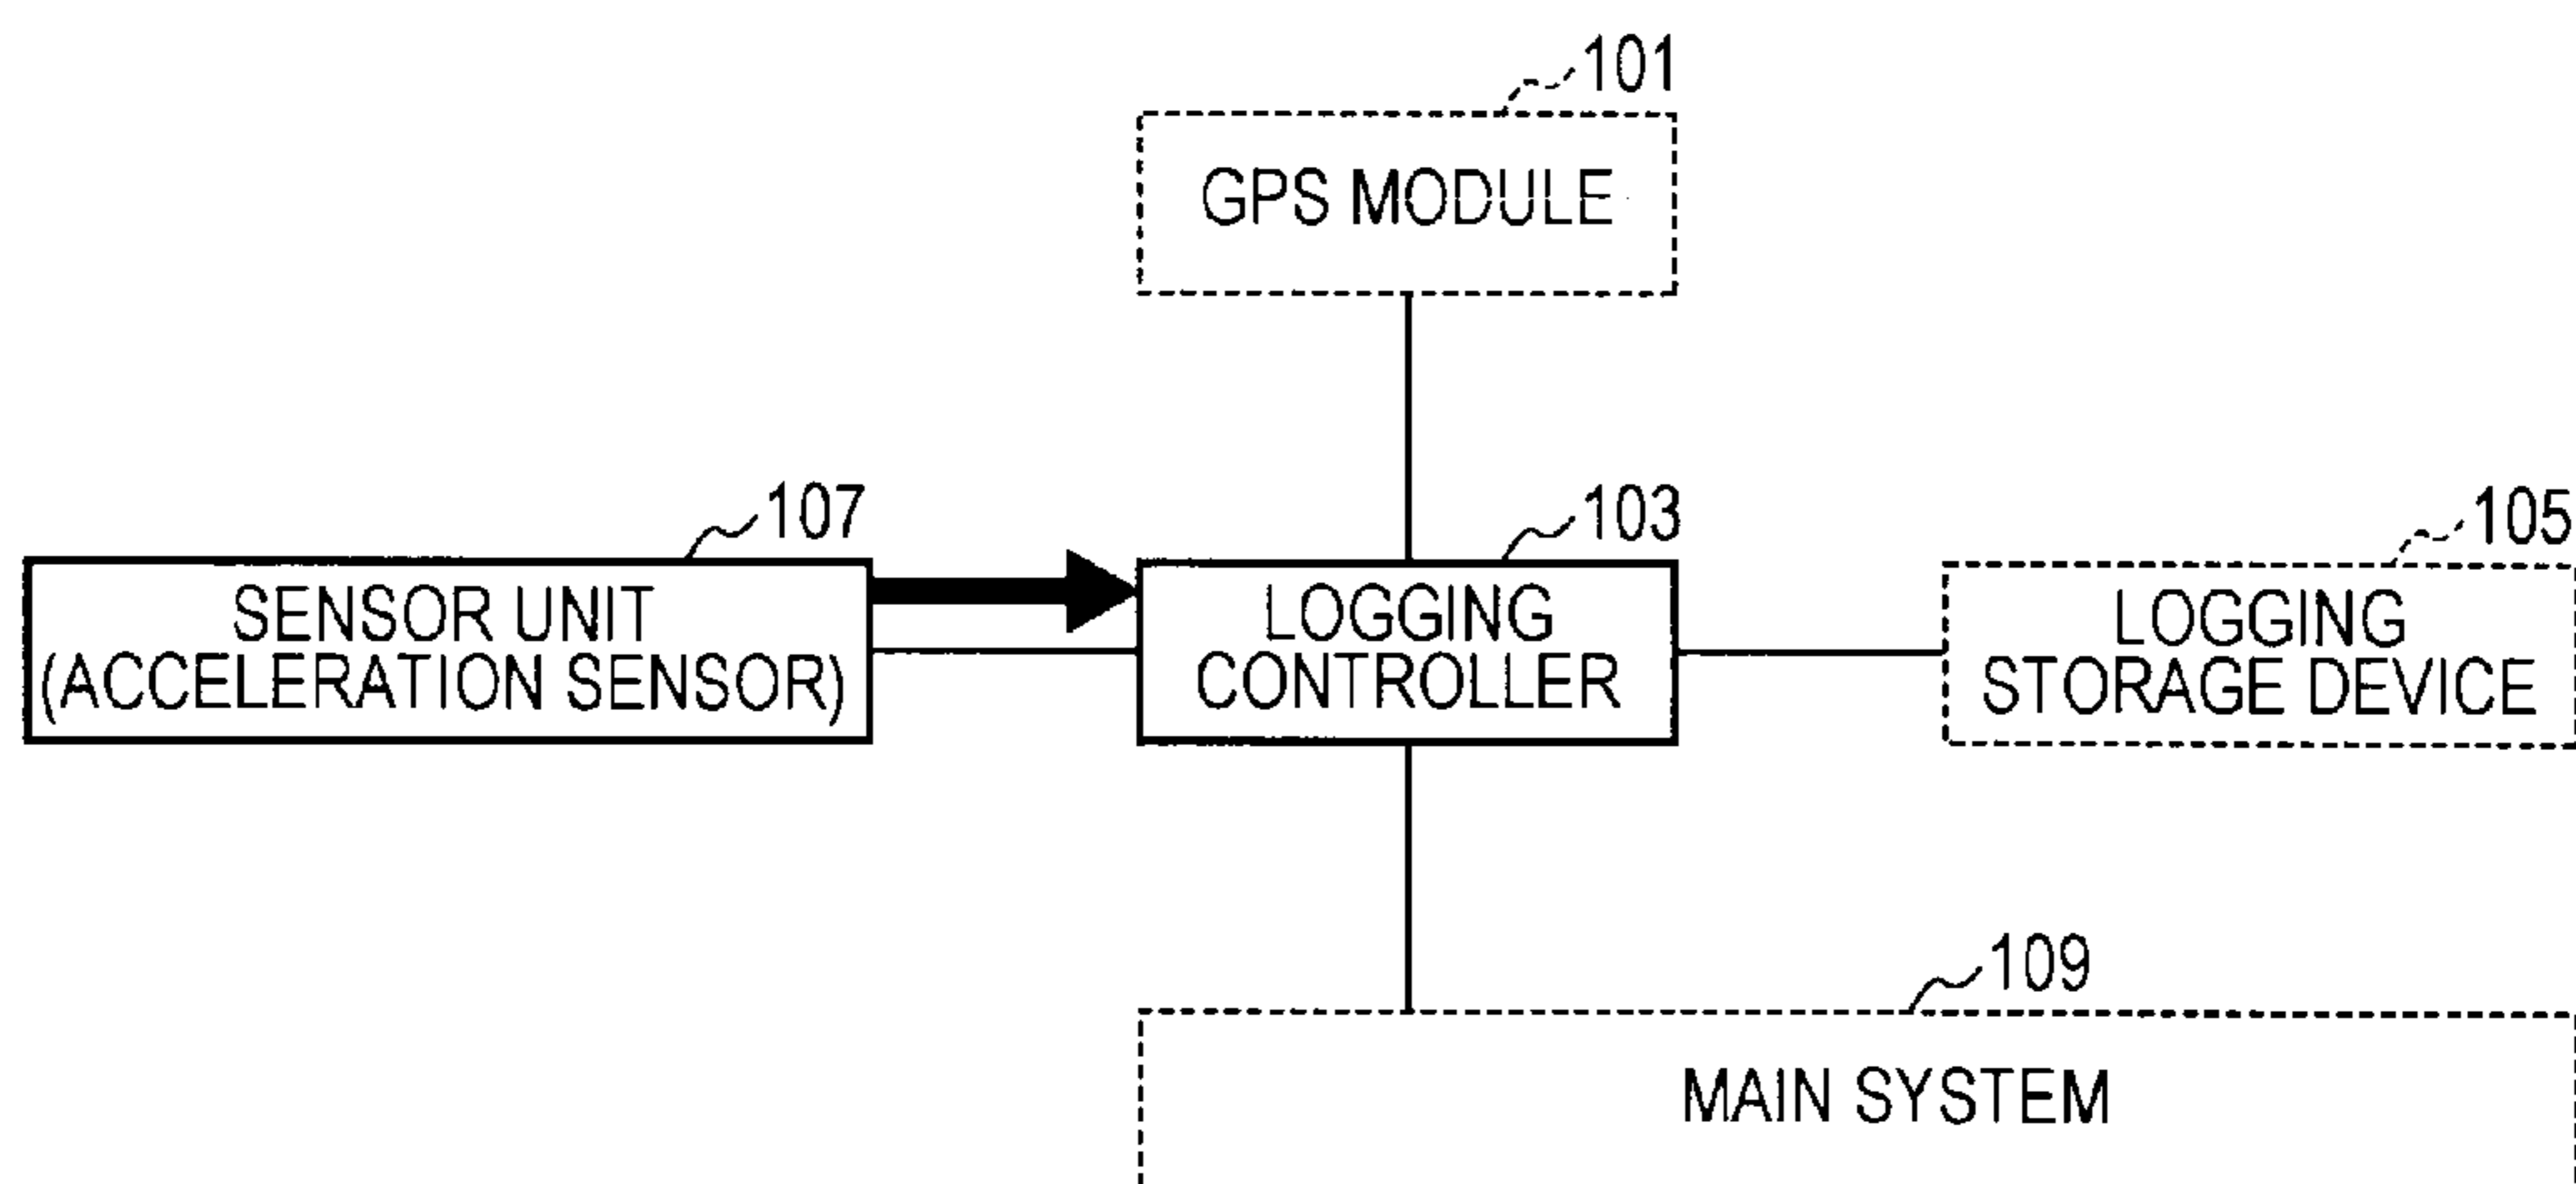 101
GPS MODULE
107
103
105
SENSOR UNIT
(ACCELERATION SENSOR)
LOGGING
CONTROLLER
LOGGING
STORAGE DEVICE
109
MAIN SYSTEM